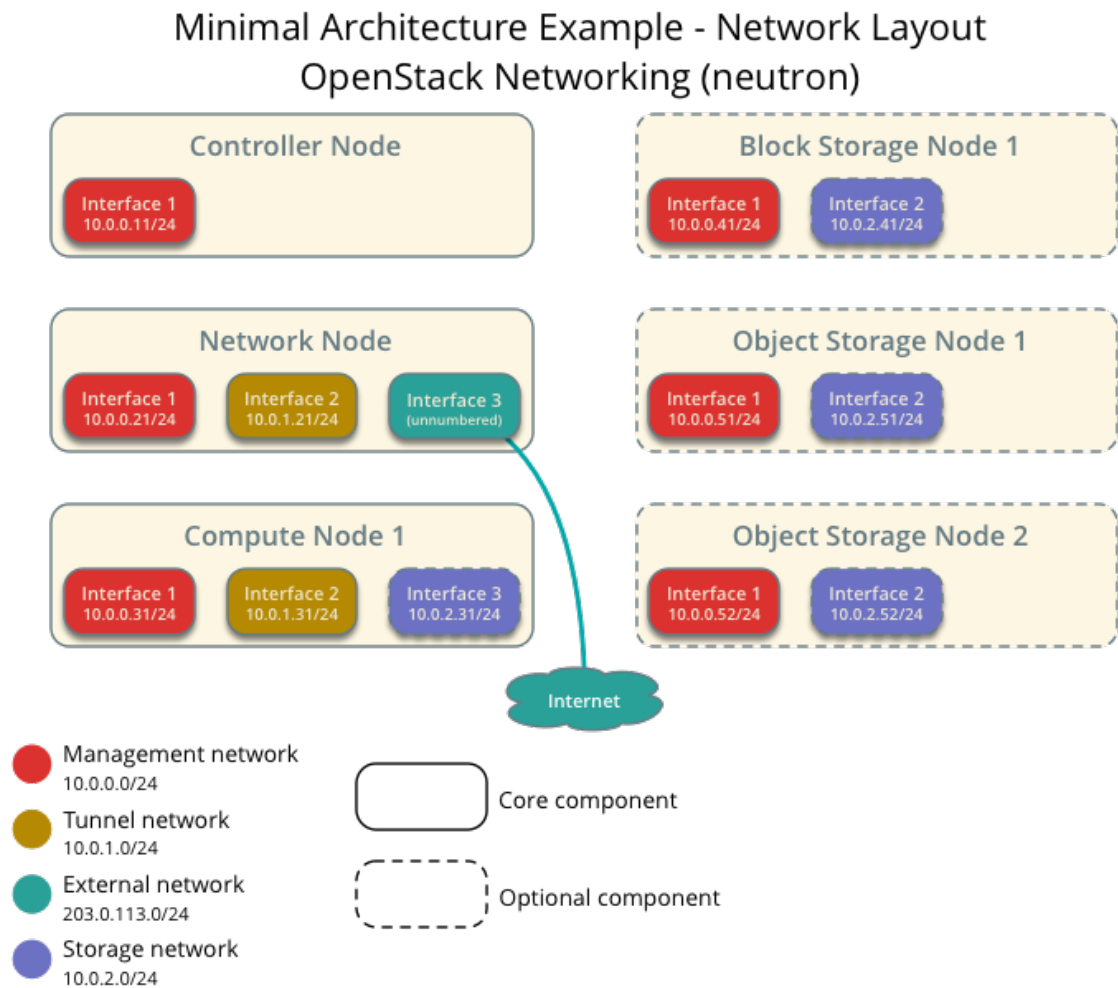 Minimal Architecture Example - Network Layout
OpenStack Networking (neutron)
Controller Node
Interface 1
10.0.0.11/24
Block Storage Node 1
Interface 1
10.0.0.41/24
Interface 2
10.0.2.41/24
Network Node
Interface 1
10.0.0.21/24
Interface 2
10.0.1.21/24
Interface 3
(unnumbered)
Object Storage Node 1
Interface 1
10.0.0.51/24
Interface 2
10.0.2.51/24
Compute Node 1
Interface 1
10.0.0.31/24
Interface 2
10.0.1.31/24
Interface 3
10.0.2.31/24
Object Storage Node 2
Interface 1
10.0.0.52/24
Interface 2
10.0.2.52/24
Internet
Management network
10.0.0.0/24
Tunnel network
10.0.1.0/24
External network
203.0.113.0/24
Storage network
10.0.2.0/24
Core component
Optional component